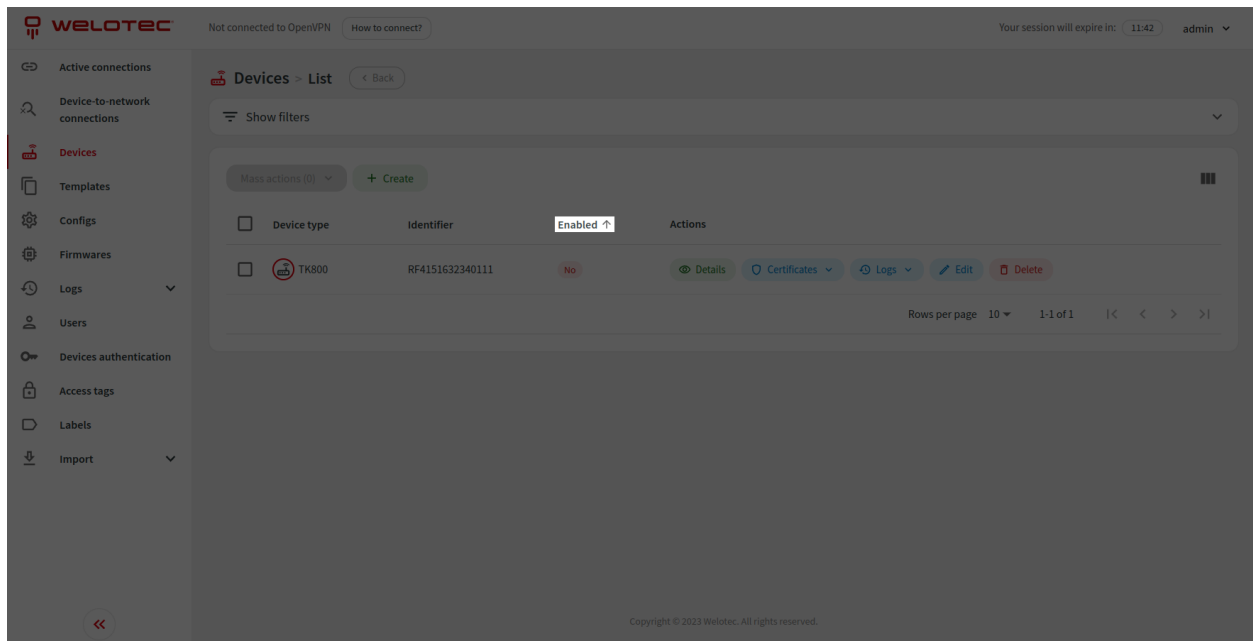 WELOTEC
Not connected to OpenVPN How to connect? Your session will expire in: 11:42 admin
Active connections
Device-to-network
connections
Devices
Templates
Configs
Firmwares
Logs
Users
Devices authentication
Access tags
Labels
Import
Devices > List < Back
Show filters
Mass actions (0) + Create
Device type Identifier Enabled ↑ Actions
TK800 RF4151632340111 No Details Certificates Logs Edit Delete
Rows per page 10 1-1 of 1
Copyright © 2023 Welotec. All rights reserved.